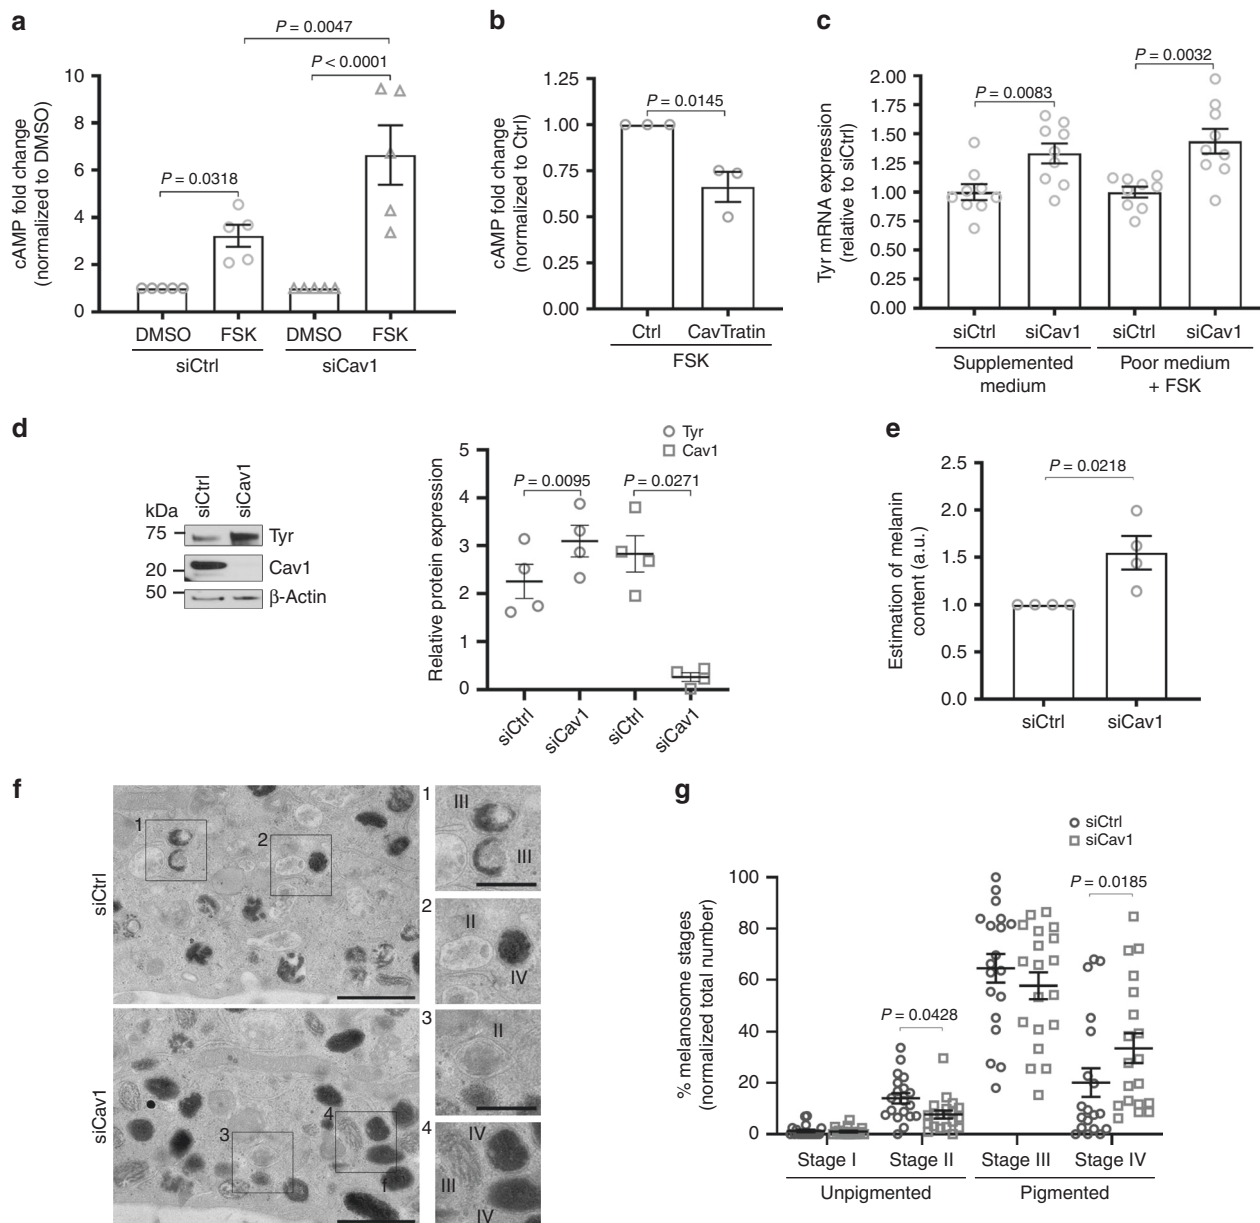 a
P = 0.0047
P < 0.0001
P = 0.0318
cAMP fold change
(normalized to DMSO)
10
8
6
4
2
0
DMSO
FSK
DMSO
FSK
siCtrl
siCav1
b
P = 0.0145
cAMP fold change
(normalized to Ctrl)
1.25
1.00
0.75
0.50
0.25
0.00
Ctrl
CavTratin
FSK
c
P = 0.0032
P = 0.0083
Tyr mRNA expression
(relative to siCtrl)
2.00
1.75
1.50
1.25
1.00
0.75
0.50
0.25
0.00
siCtrl
siCav1
siCtrl
siCav1
Supplemented
medium
Poor medium
+ FSK
d
siCtrl
siCav1
kDa
75
Tyr
20
Cav1
50
β-Actin
Tyr
Cav1
P = 0.0095
P = 0.0271
Relative protein expression
5
4
3
2
1
0
siCtrl
siCav1
siCtrl
siCav1
e
P = 0.0218
Estimation of melanin
content (a.u.)
2.5
2.0
1.5
1.0
0.5
0.0
siCtrl
siCav1
f
siCtrl
1
2
1
III
III
2
II
IV
siCav1
3
4
f
3
II
4
IV
III
IV
g
siCtrl
siCav1
P = 0.0185
P = 0.0428
% melanosome stages
(normalized total number)
100
80
60
40
20
0
Stage I
Stage II
Stage III
Stage IV
Unpigmented
Pigmented